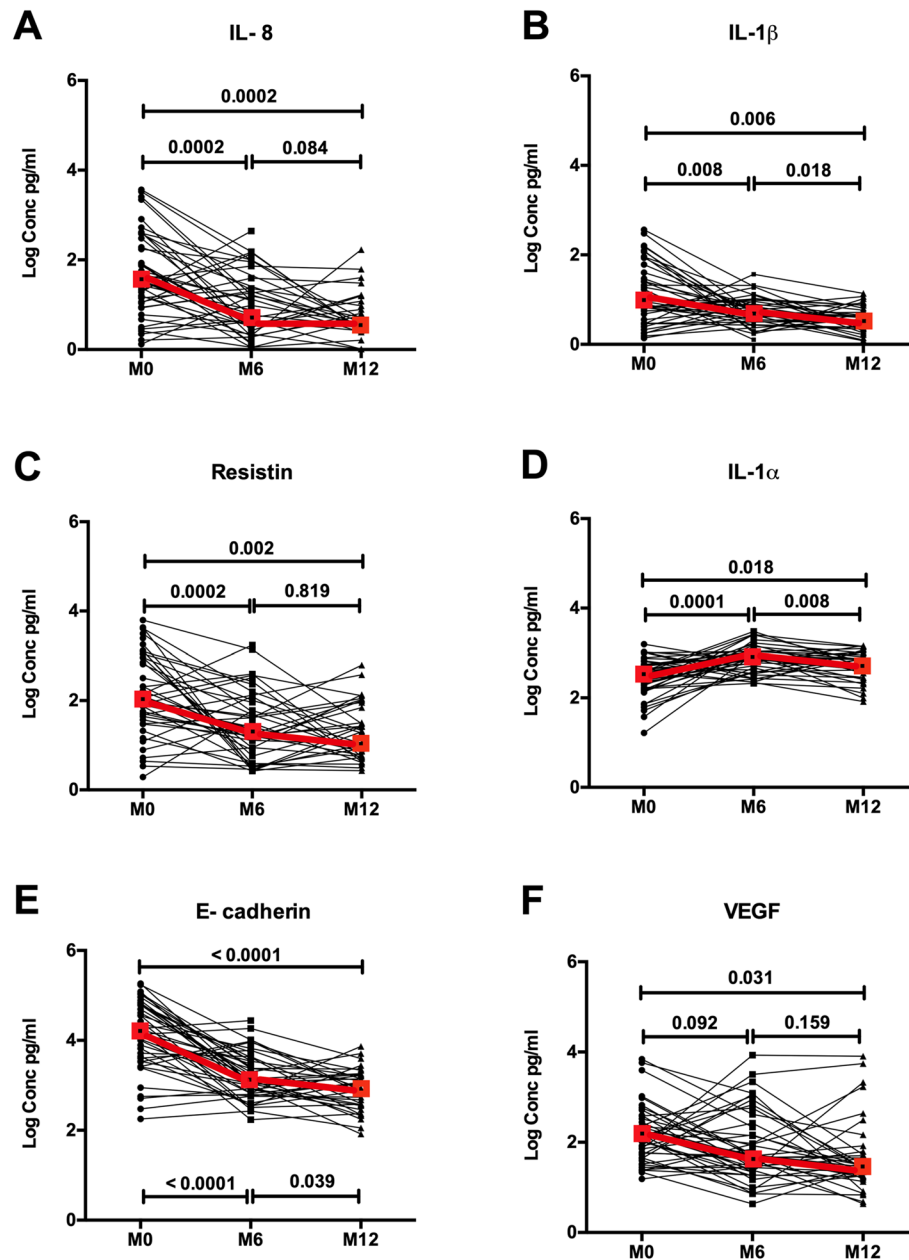 A
IL- 8
Log Conc pg/ml
6
4
2
0
0.0002
0.0002
0.084
M0
M6
M12
B
IL-1β
Log Conc pg/ml
6
4
2
0
0.006
0.008
0.018
M0
M6
M12
C
Resistin
Log Conc pg/ml
6
4
2
0
0.002
0.0002
0.819
M0
M6
M12
D
IL-1α
Log Conc pg/ml
6
4
2
0
0.018
0.0001
0.008
M0
M6
M12
E
E- cadherin
Log Conc pg/ml
6
4
2
0
< 0.0001
< 0.0001
0.039
M0
M6
M12
F
VEGF
Log Conc pg/ml
6
4
2
0
0.031
0.092
0.159
M0
M6
M12